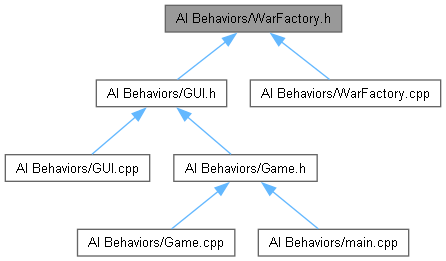 AI Behaviors/WarFactory.h
AI Behaviors/GUI.h
AI Behaviors/WarFactory.cpp
AI Behaviors/GUI.cpp
AI Behaviors/Game.h
AI Behaviors/Game.cpp
AI Behaviors/main.cpp